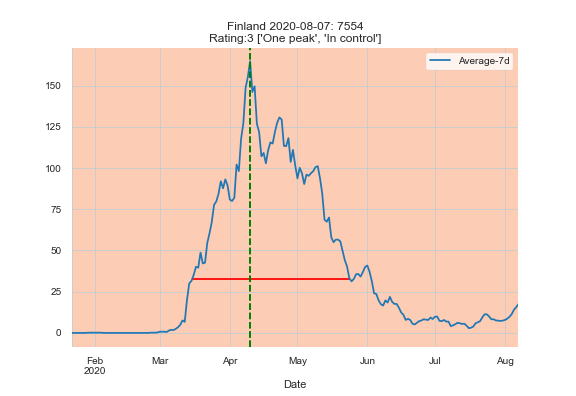 Finland 2020-08-07: 7554
Rating:3 ['One peak', 'In control']
Average-7d
150
125
100
75
50
25
0
Feb Mar Apr May Jun Jul Aug
2020
Date